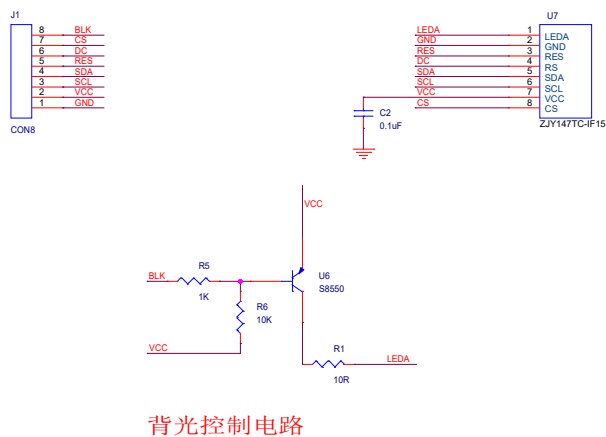 J1
8 BLK
7 CS
6 DC
5 RES
4 SDA
3 SCL
2 VCC
1 GND
CON8
U7
LEDA 1 LEDA
GND 2 GND
RES 3 RES
DC 4 RS
SDA 5 SDA
SCL 6 SCL
VCC 7 VCC
CS 8 CS
ZJY147TC-IF15
C2
0.1uF
VCC
BLK
R5
1K
U6
S8550
R6
10K
VCC
R1
10R
LEDA
背光控制电路